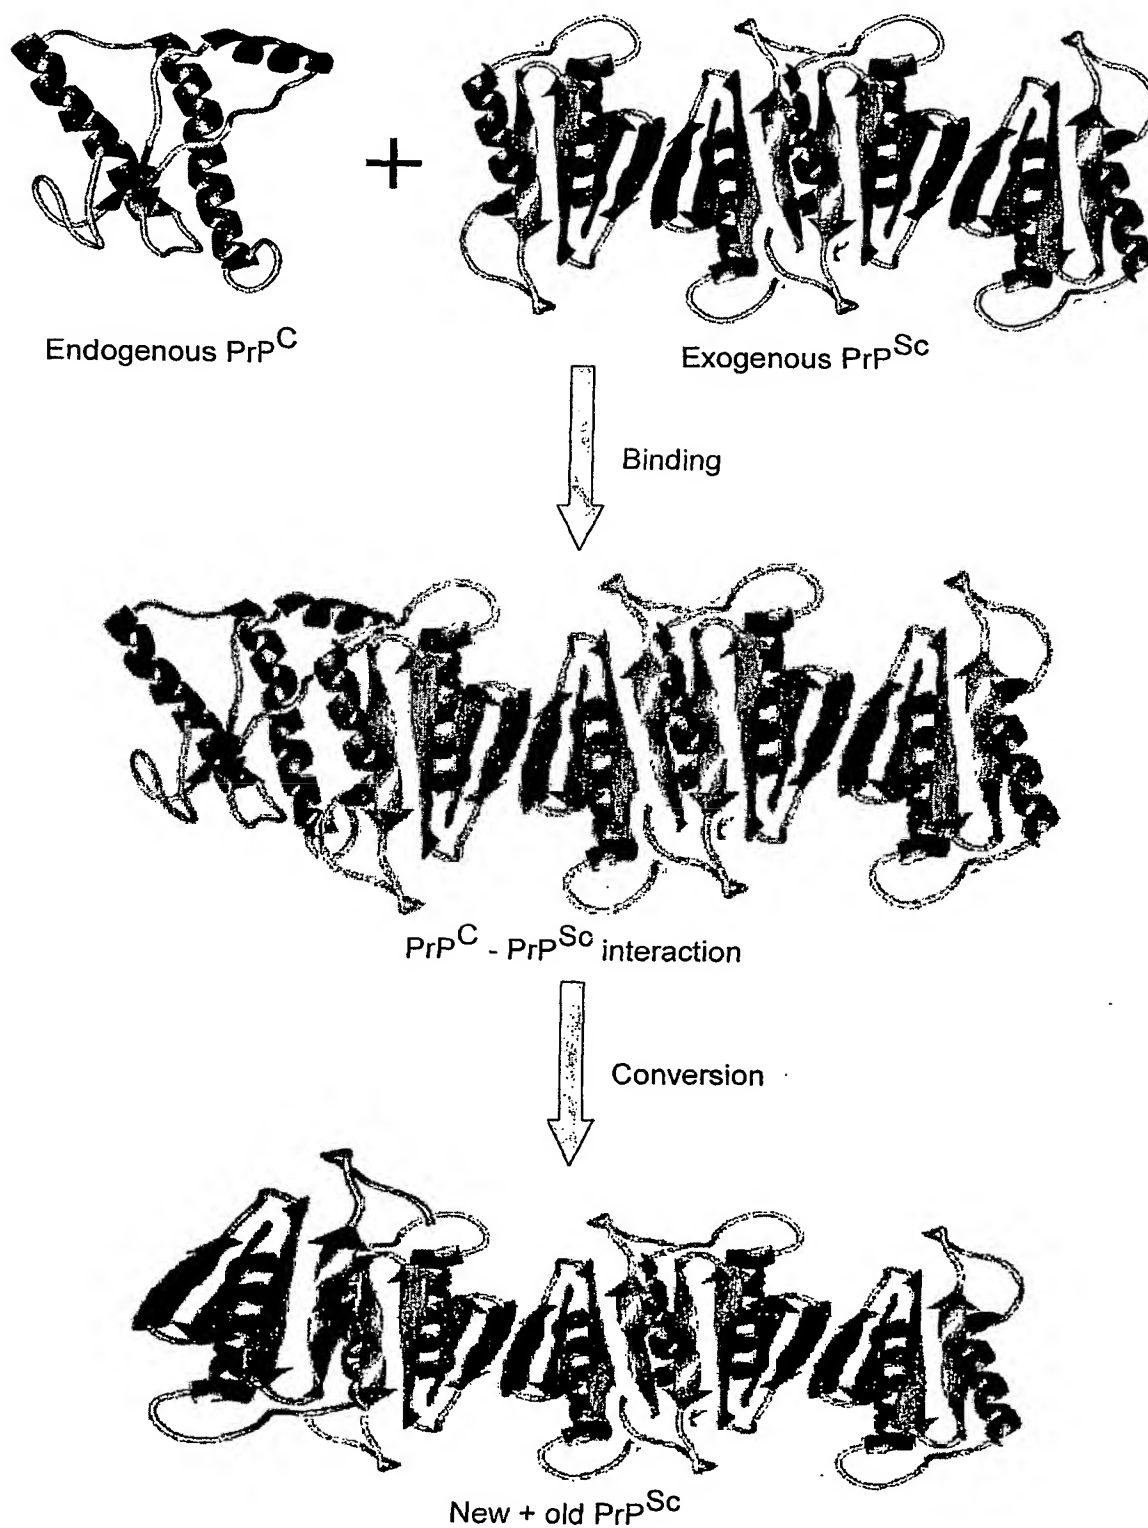 +
Endogenous PrP^C
Exogenous PrP^Sc
Binding
PrP^C - PrP^Sc interaction
Conversion
New + old PrP^Sc